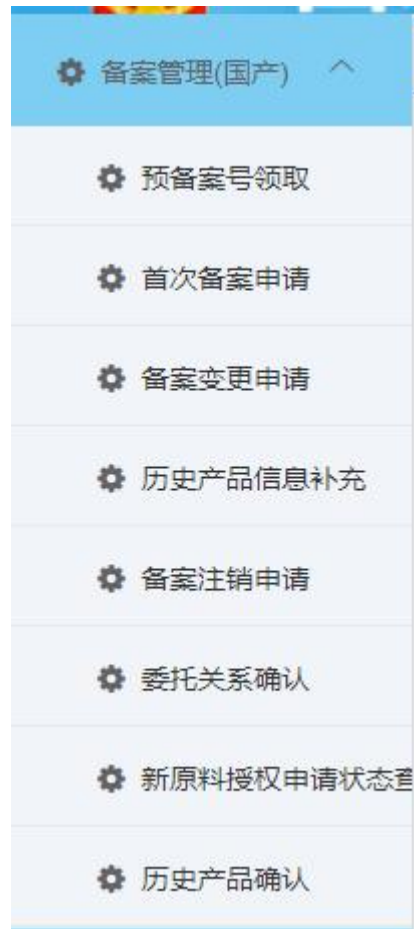 备案管理(国产)
预备案号领取
首次备案申请
备案变更申请
历史产品信息补充
备案注销申请
委托关系确认
新原料授权申请状态查
历史产品确认